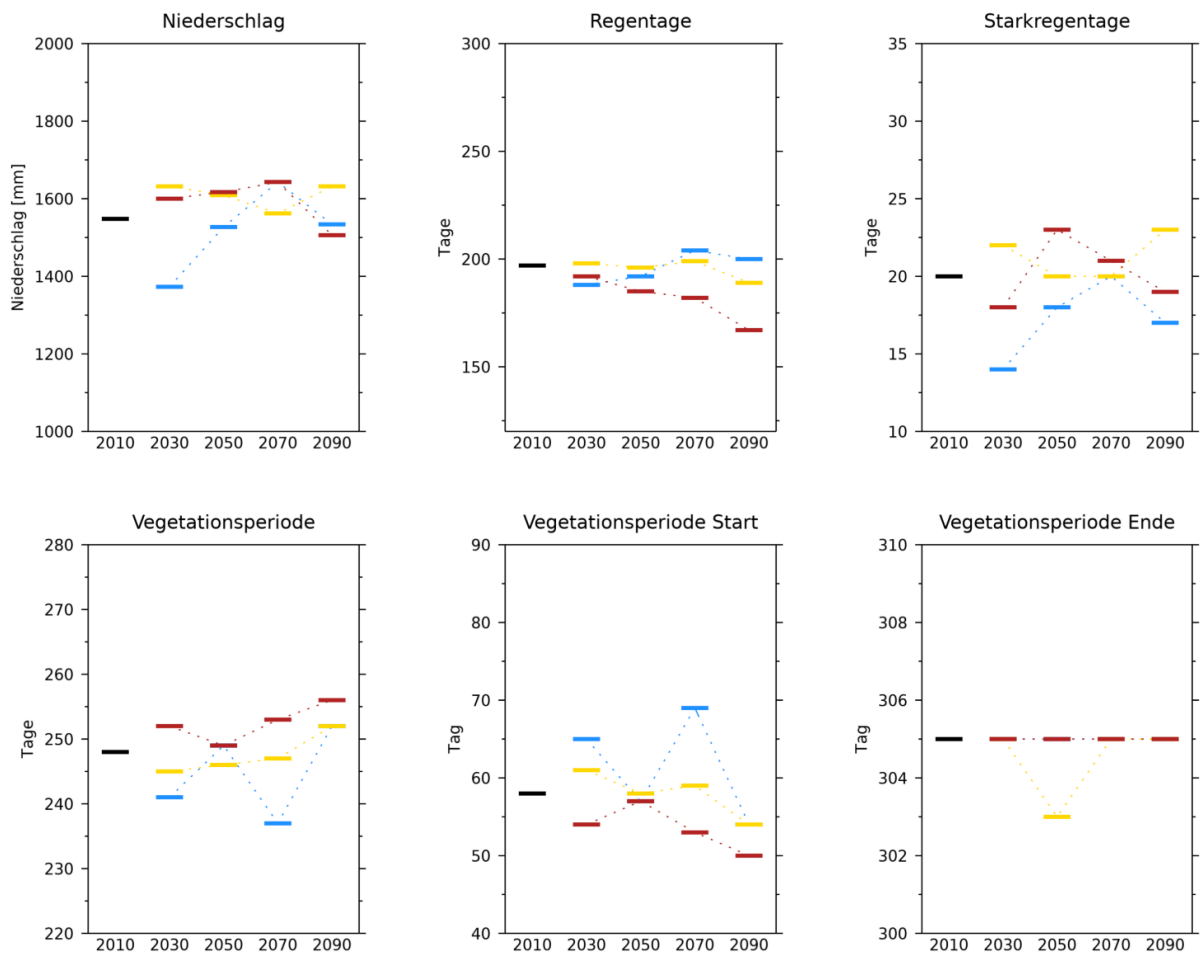 Niederschlag
Niederschlag [mm]
2000
1800
1600
1400
1200
1000
2010 2030 2050 2070 2090
Regentage
Tage
300
250
200
150
2010 2030 2050 2070 2090
Starkregentage
Tage
35
30
25
20
15
10
2010 2030 2050 2070 2090
Vegetationsperiode
Tage
280
270
260
250
240
230
220
2010 2030 2050 2070 2090
Vegetationsperiode Start
Tag
90
80
70
60
50
40
2010 2030 2050 2070 2090
Vegetationsperiode Ende
Tag
310
308
306
304
302
300
2010 2030 2050 2070 2090